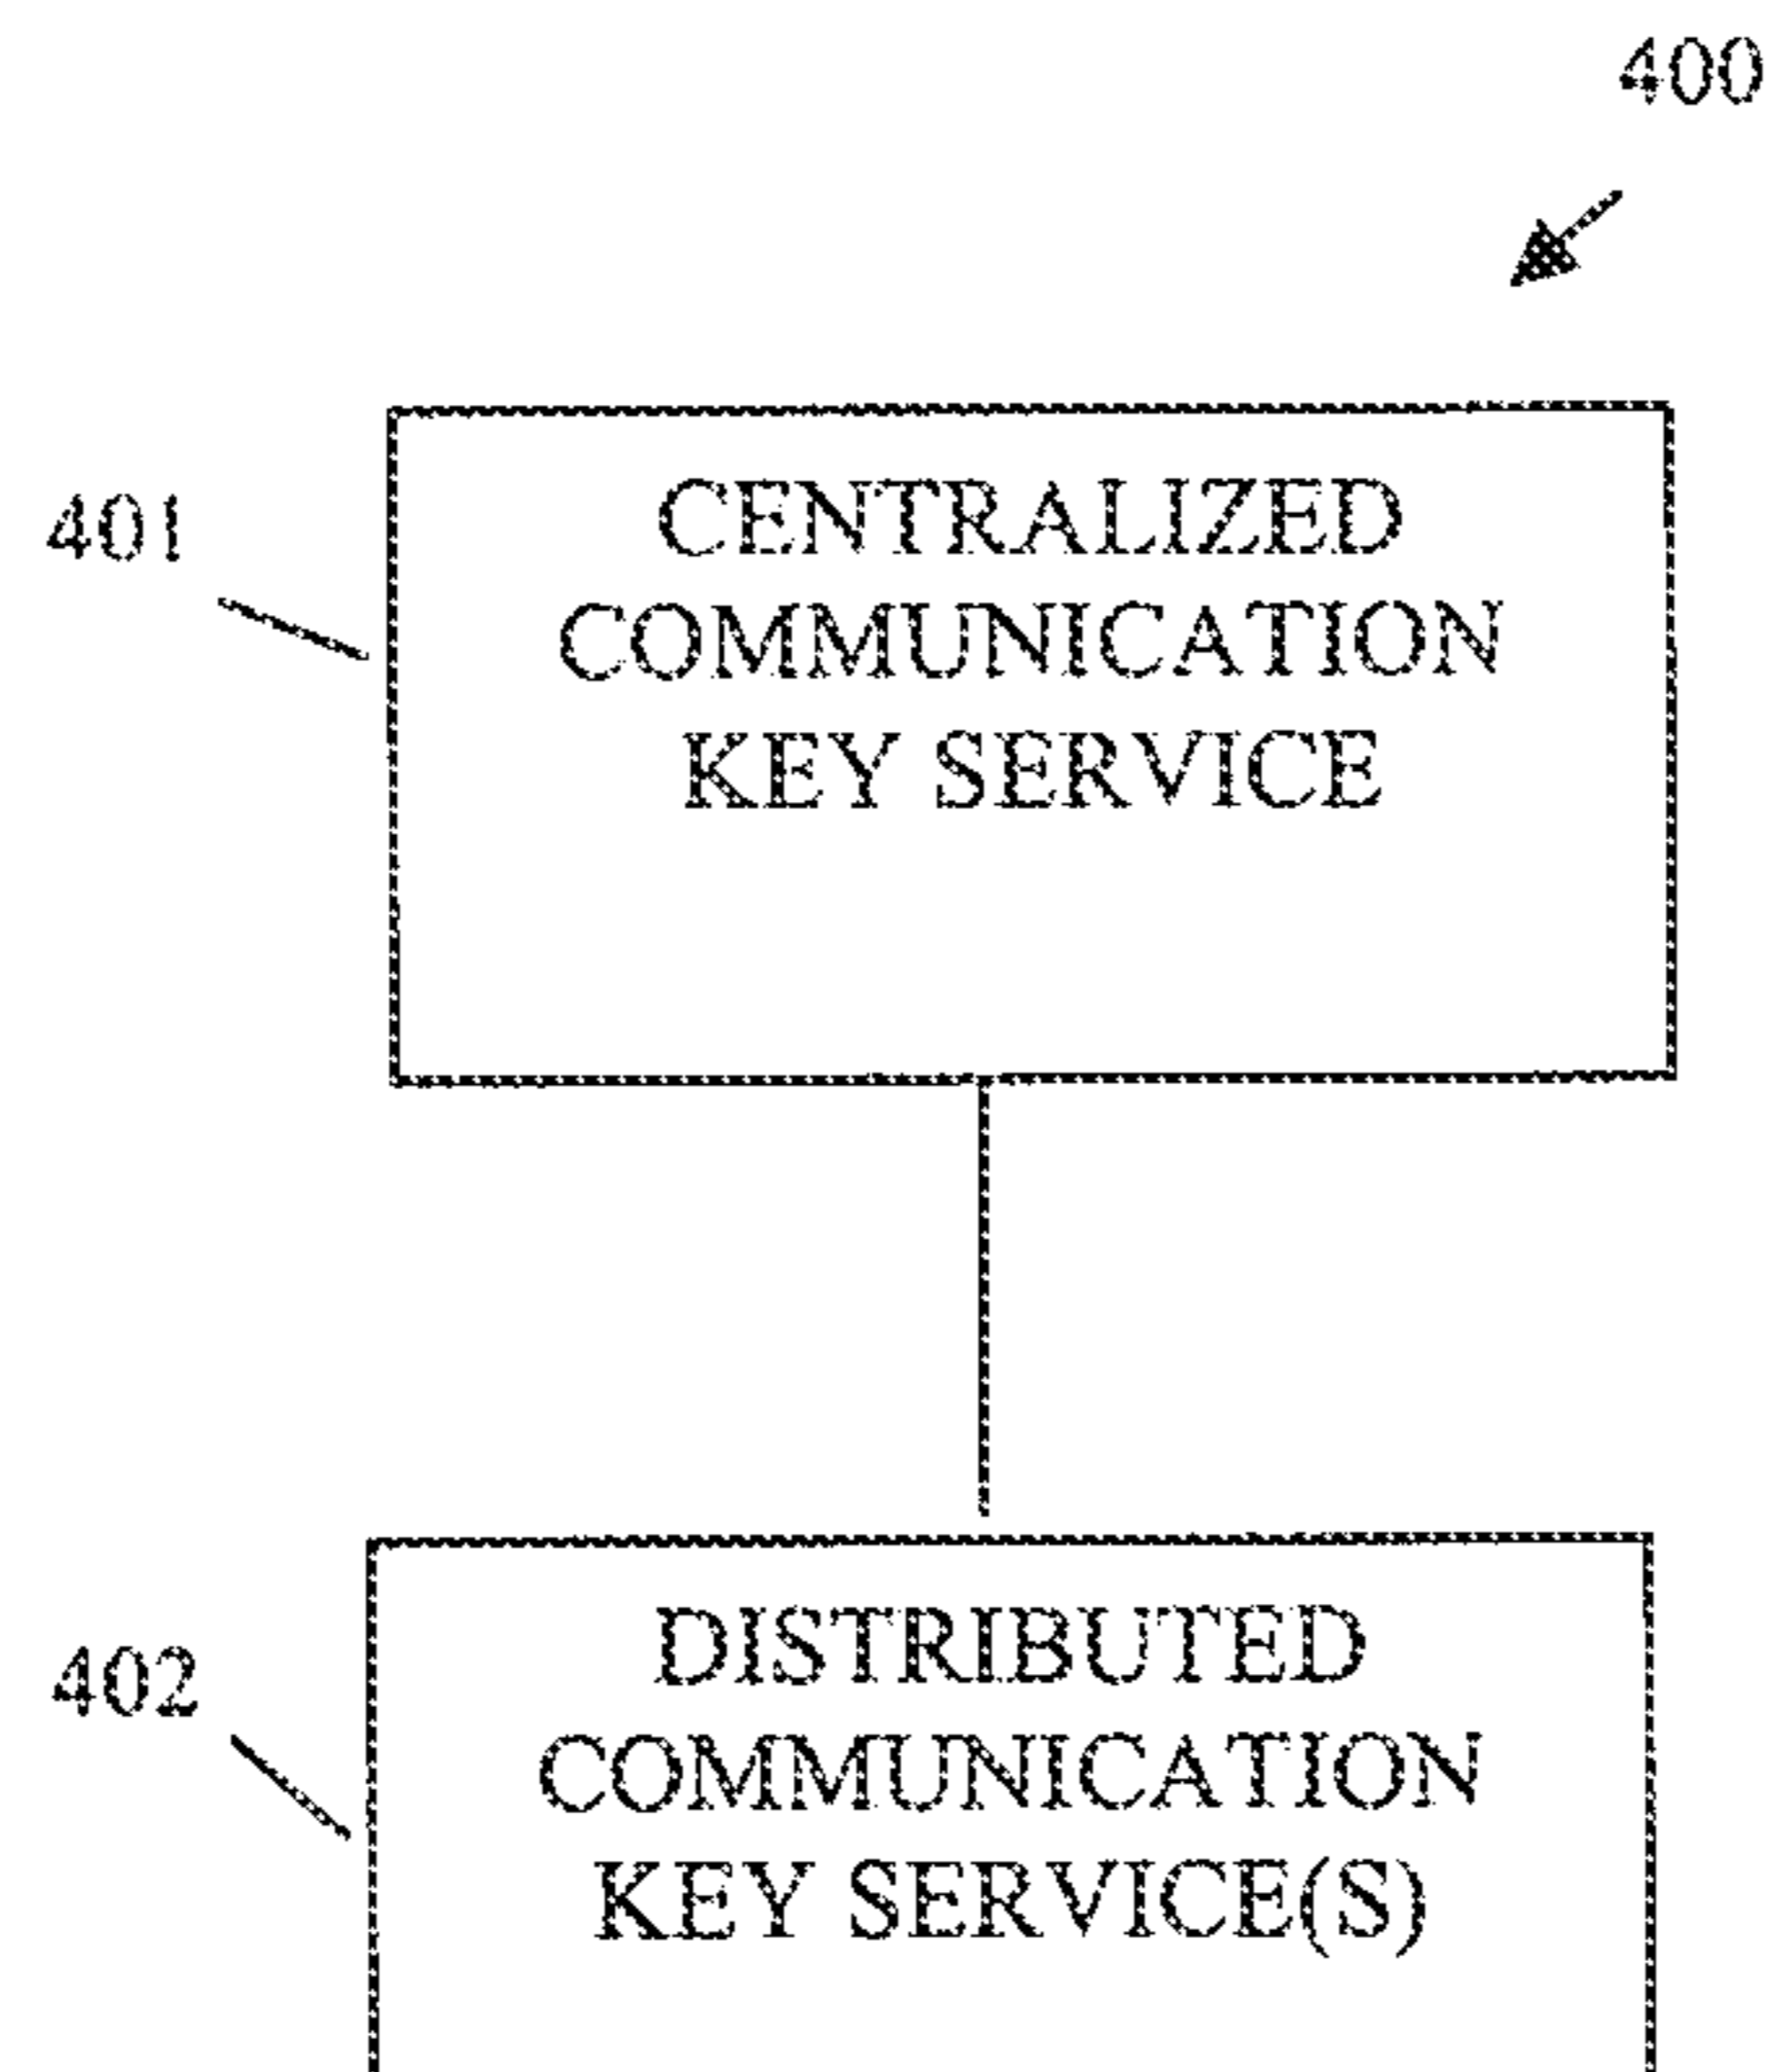 400
401
CENTRALIZED
COMMUNICATION
KEY SERVICE
402
DISTRIBUTED
COMMUNICATION
KEY SERVICE(S)